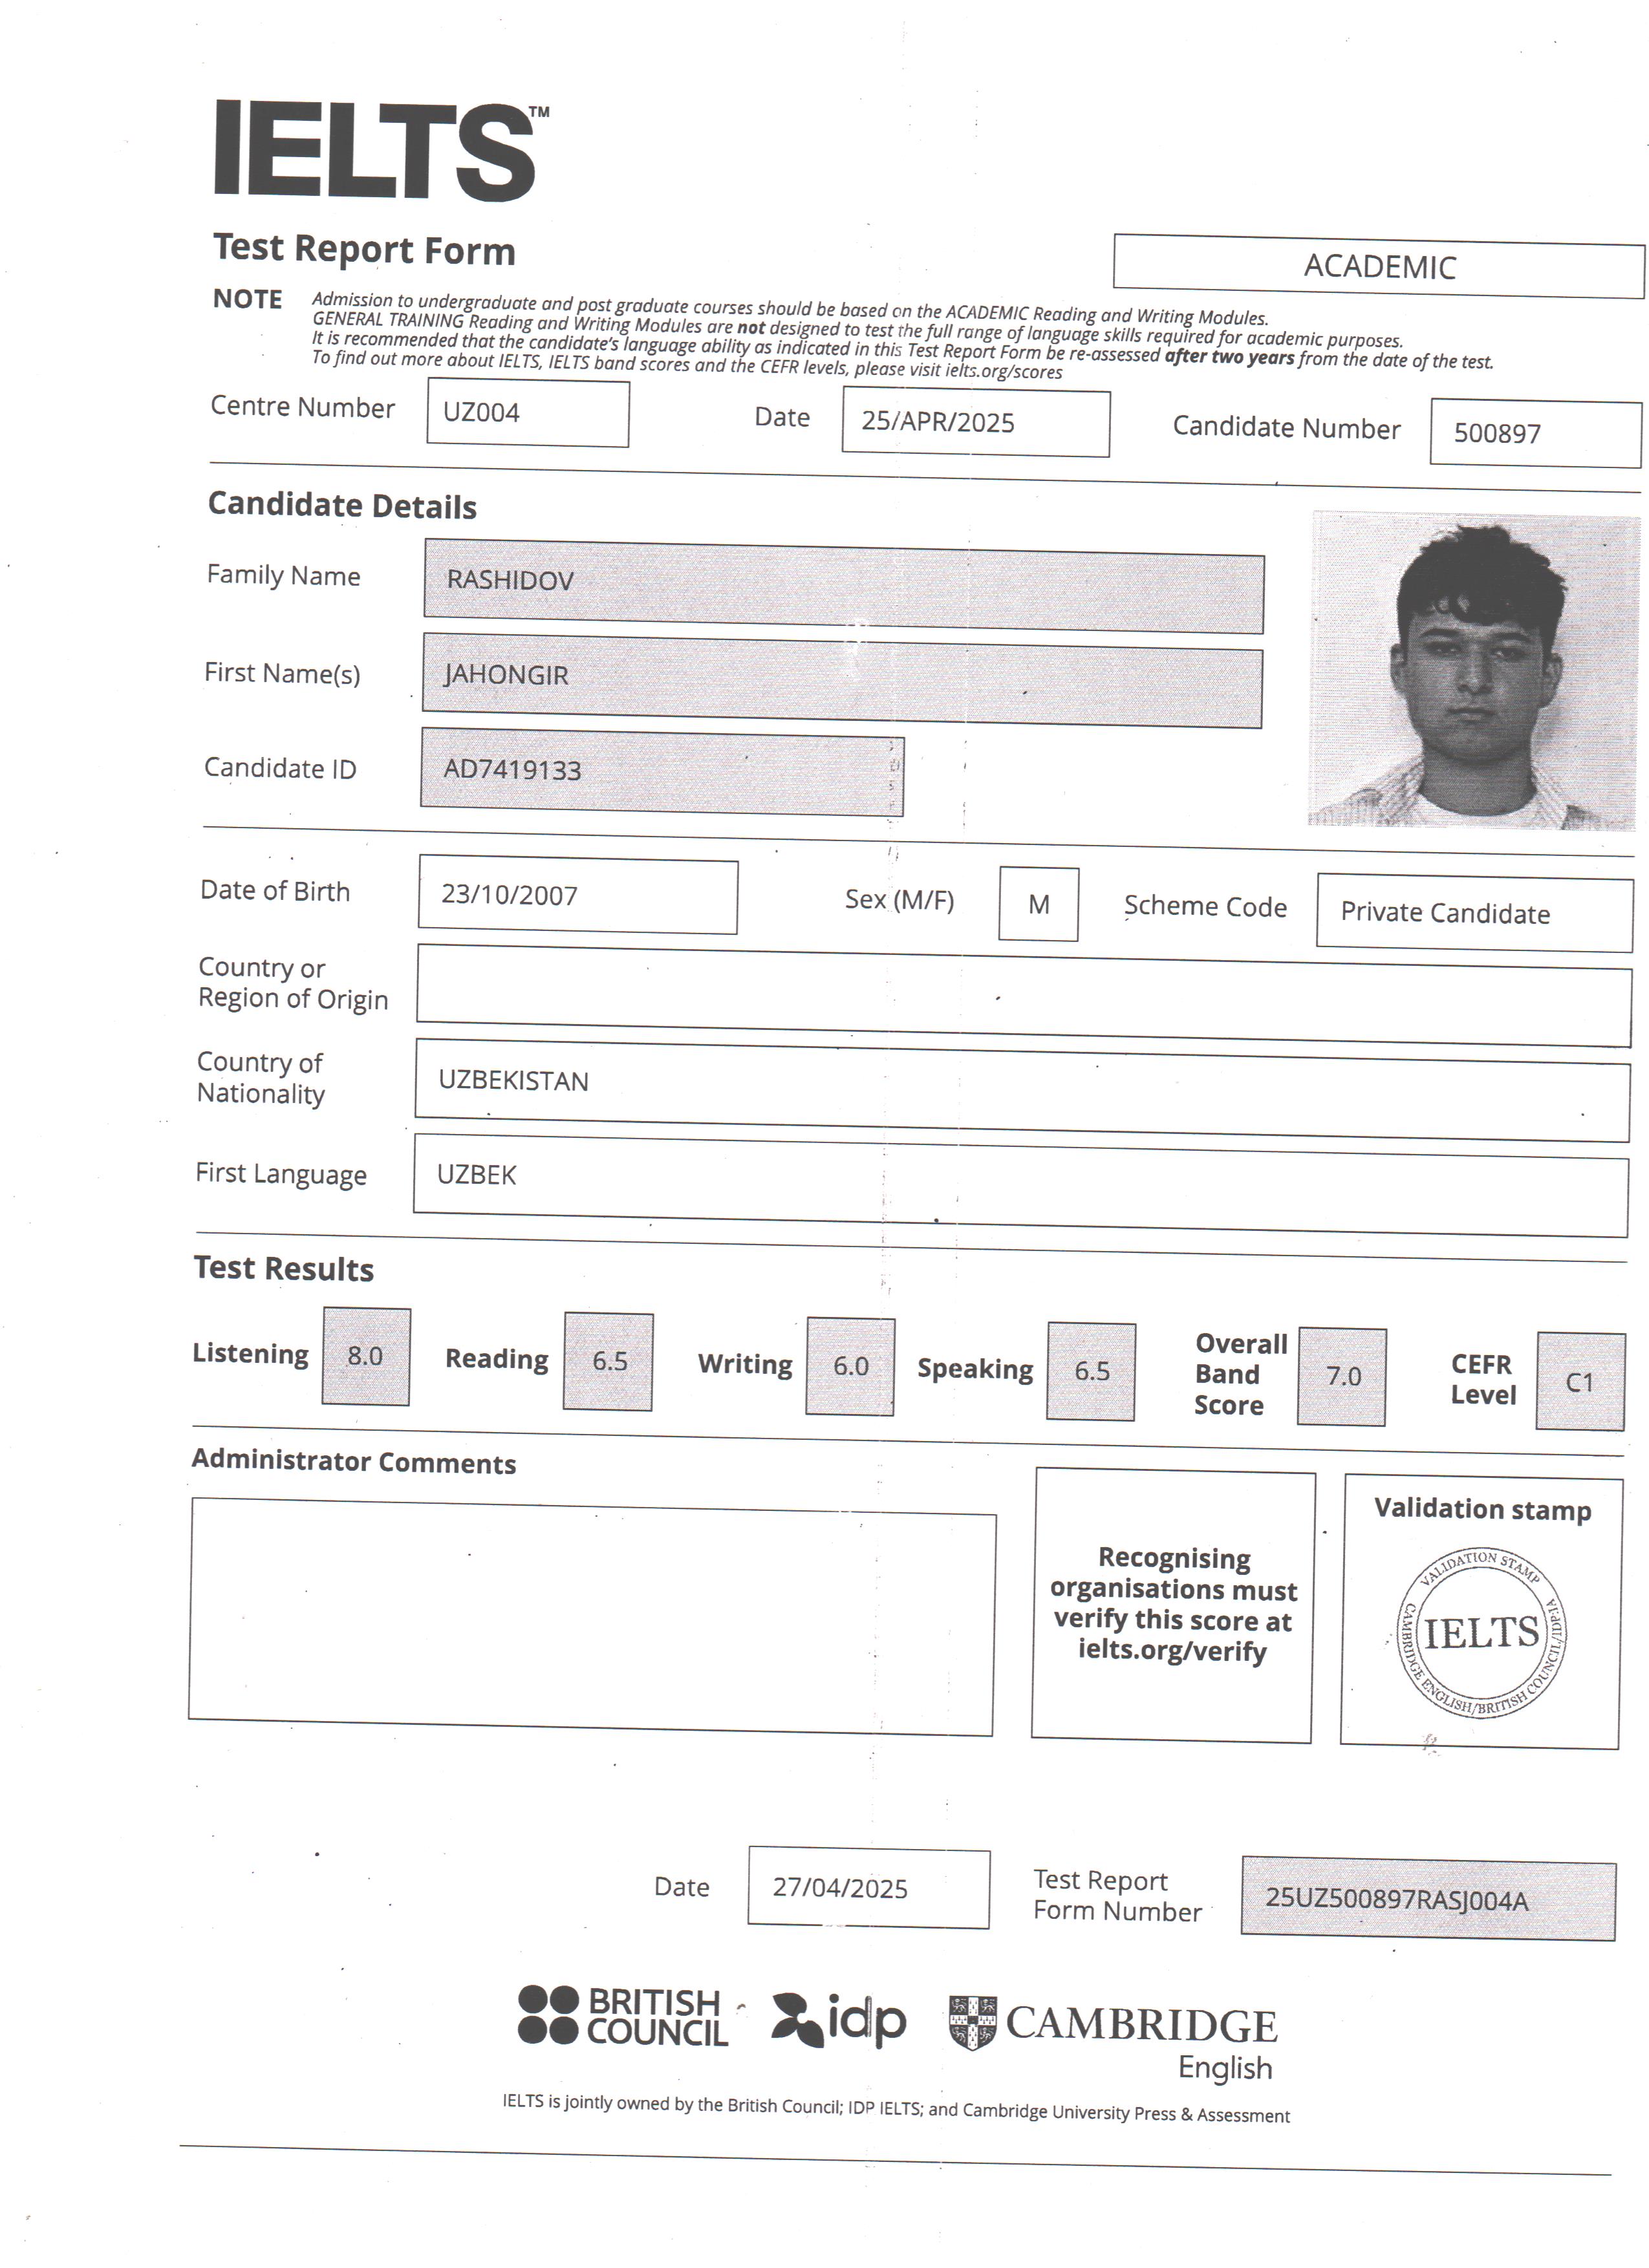 IELTS™
Test Report Form
ACADEMIC
NOTE Admission to undergraduate and post graduate courses should be based on the ACADEMIC Reading and Writing Modules.
GENERAL TRAINING Reading and Writing Modules are not designed to test the full range of language skills required for academic purposes.
It is recommended that the candidate's language ability as indicated in this Test Report Form be re-assessed after two years from the date of the test.
To find out more about IELTS, IELTS band scores and the CEFR levels, please visit ielts.org/scores
Centre Number UZ004 Date 25/APR/2025 Candidate Number 500897
Candidate Details
Family Name RASHIDOV
First Name(s) JAHONGIR
Candidate ID AD7419133
Date of Birth 23/10/2007 Sex (M/F) M Scheme Code Private Candidate
Country or
Region of Origin
Country of
Nationality UZBEKISTAN
First Language UZBEK
Test Results
Listening 8.0 Reading 6.5 Writing 6.0 Speaking 6.5
Overall
Band
Score
7.0
CEFR
Level
C1
Administrator Comments
Recognising
organisations must
verify this score at
ielts.org/verify
Validation stamp
VALIDATION STAMP
IELTS
CAMBRIDGE ENGLISH/BRITISH COUNCIL/IDP:IA
Date 27/04/2025
Test Report
Form Number
25UZ500897RASJ004A
BRITISH
COUNCIL
idp
CAMBRIDGE
English
IELTS is jointly owned by the British Council; IDP IELTS; and Cambridge University Press & Assessment